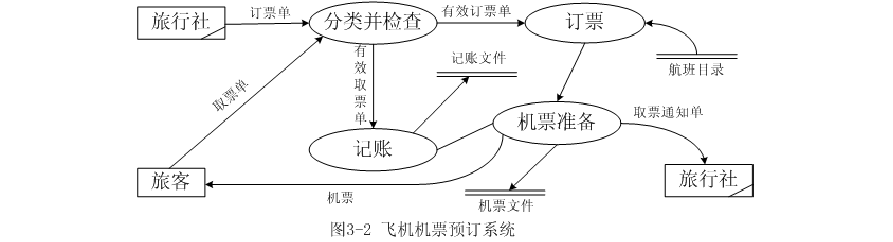 旅行社
订票单
分类并检查
有效订票单
订票
航班目录
有效取票单
记账文件
取票单
记账
机票准备
取票通知单
旅客
机票
机票文件
旅行社
图3-2 飞机机票预订系统